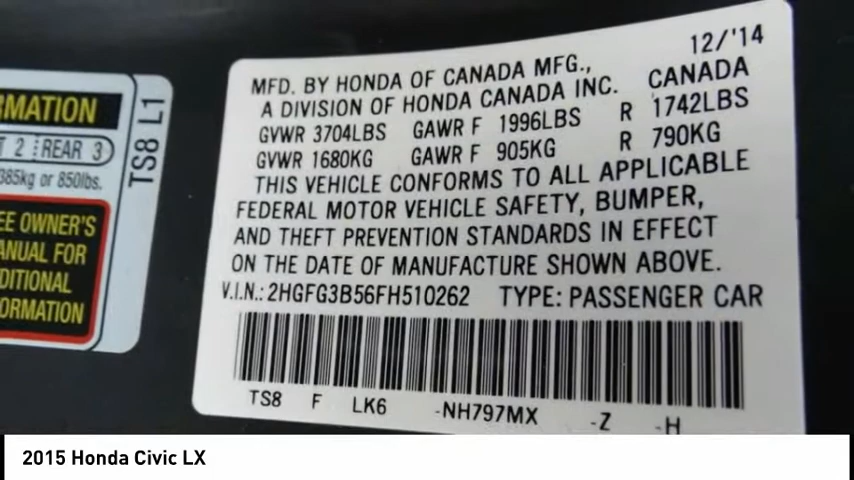 RMATION
T 2 REAR 3
385kg or 850lbs.
EE OWNER'S
ANUAL FOR
DITIONAL
ORMATION
TS8 L1
12/'14
MFD. BY HONDA OF CANADA MFG.,
A DIVISION OF HONDA CANADA INC. CANADA
GVWR 3704LBS GAWR F 1996LBS R 1742LBS
GVWR 1680KG GAWR F 905KG R 790KG
THIS VEHICLE CONFORMS TO ALL APPLICABLE
FEDERAL MOTOR VEHICLE SAFETY, BUMPER,
AND THEFT PREVENTION STANDARDS IN EFFECT
ON THE DATE OF MANUFACTURE SHOWN ABOVE.
V.I.N.: 2HGFG3B56FH510262 TYPE: PASSENGER CAR
TS8 F LK6 -NH797MX -Z -H
2015 Honda Civic LX